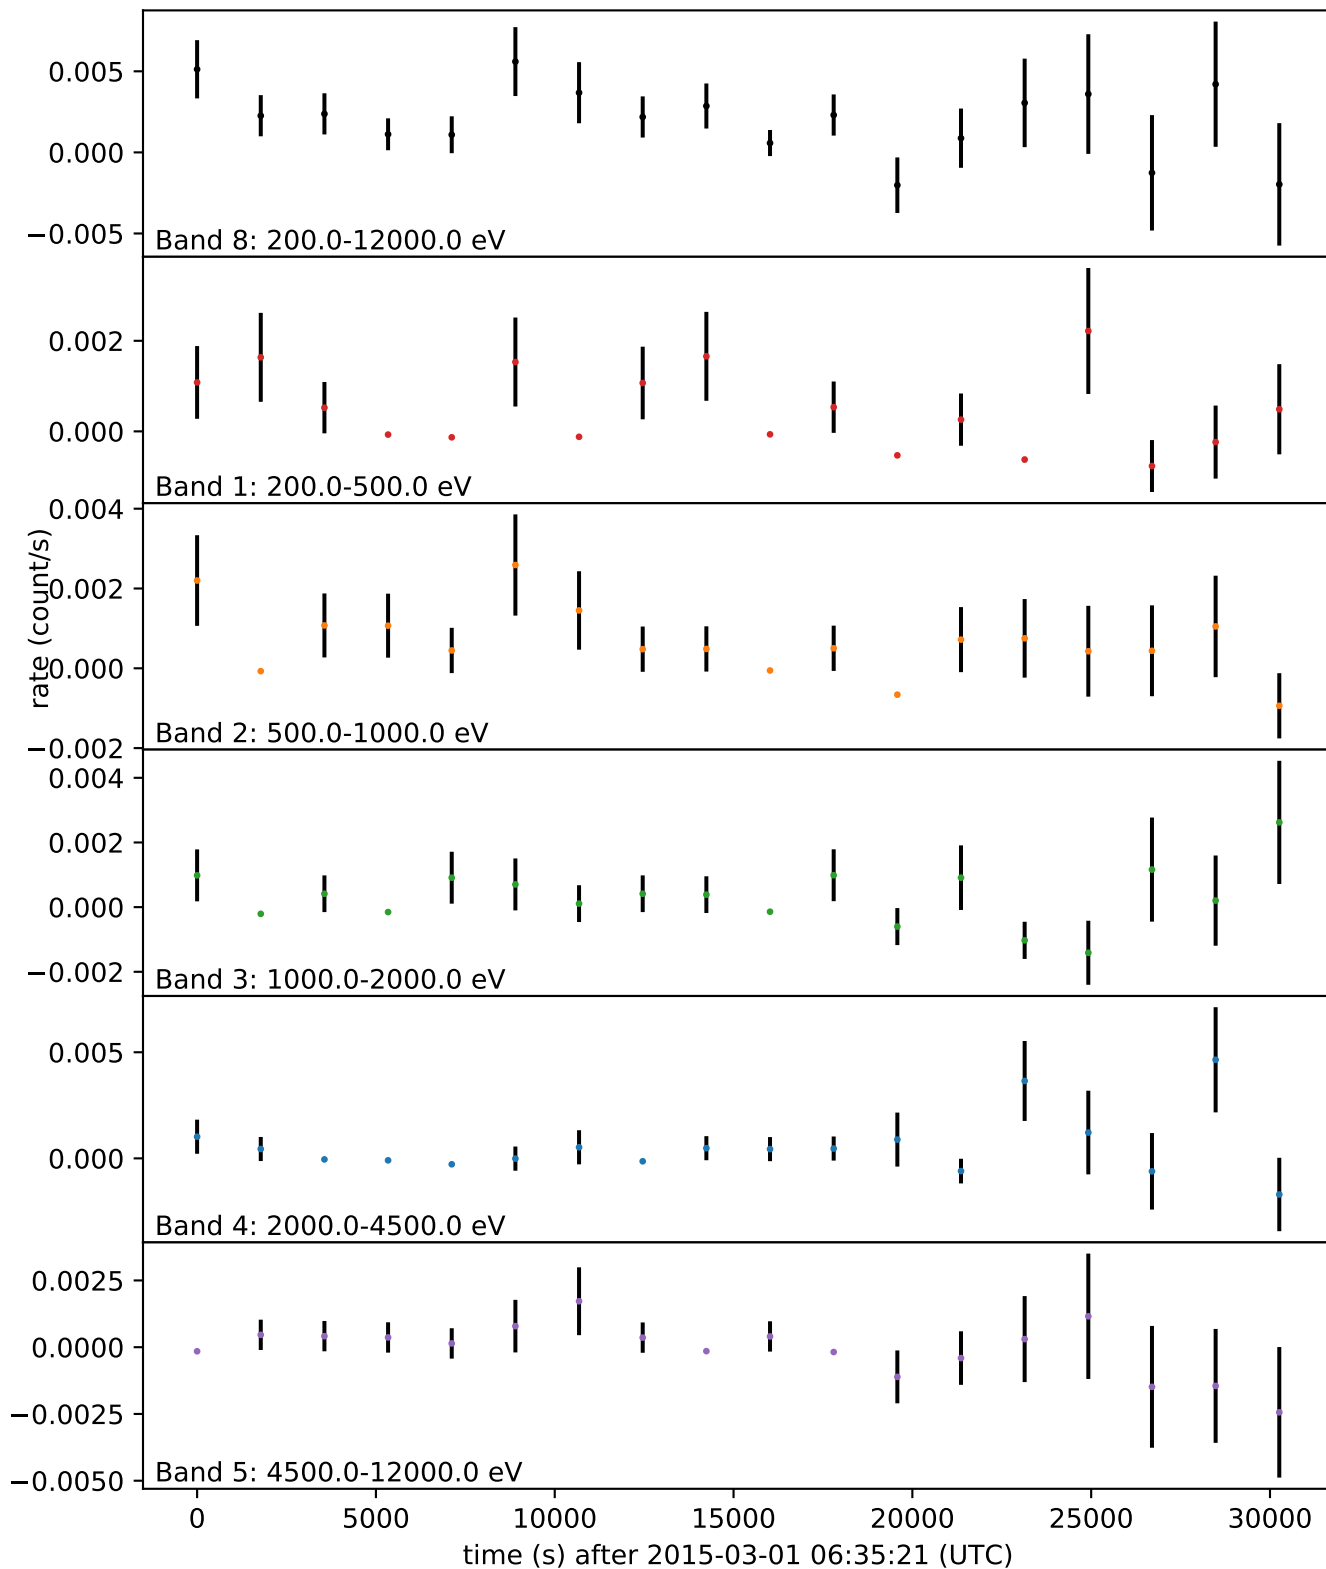 0.005
0.000
−0.005
Band 8: 200.0-12000.0 eV
0.002
0.000
Band 1: 200.0-500.0 eV
rate (count/s)
0.004
0.002
0.000
−0.002
Band 2: 500.0-1000.0 eV
0.004
0.002
0.000
−0.002
Band 3: 1000.0-2000.0 eV
0.005
0.000
Band 4: 2000.0-4500.0 eV
0.0025
0.0000
−0.0025
−0.0050
Band 5: 4500.0-12000.0 eV
0 5000 10000 15000 20000 25000 30000
time (s) after 2015-03-01 06:35:21 (UTC)